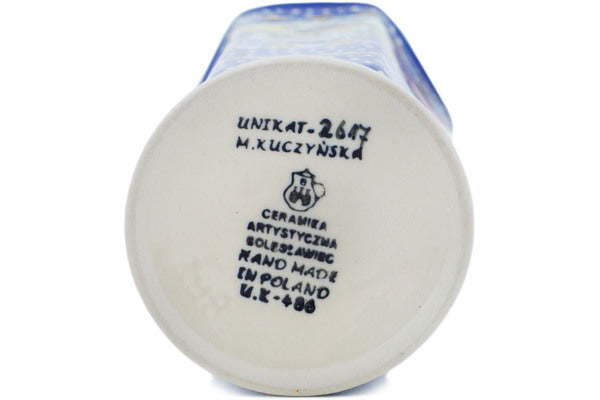 UNIKAT-2617
M.KUCZYŃSKA
CERAMIKA
ARTYSTYCZNA
BOLESŁAWIEC
HAND MADE
IN POLAND
U.K-486